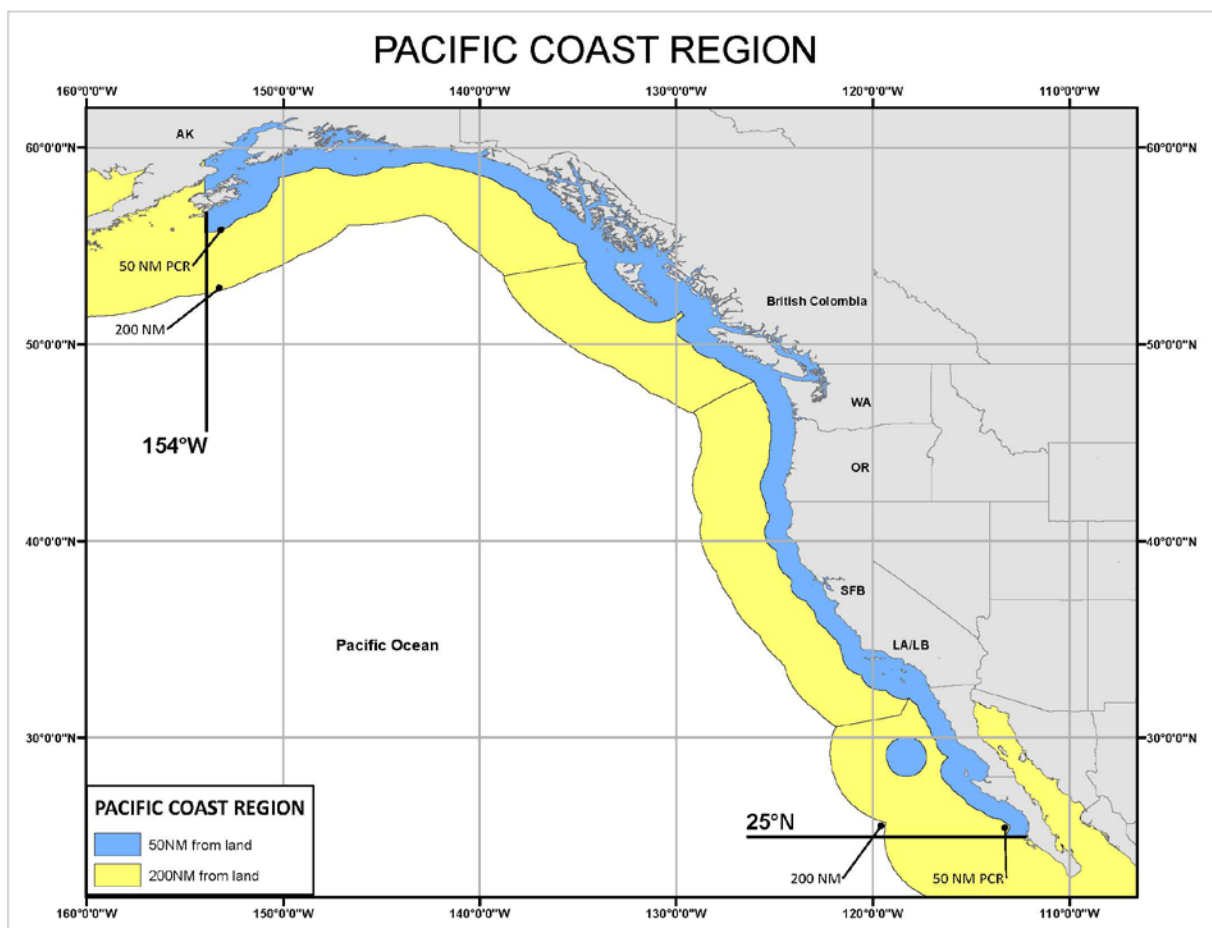 PACIFIC COAST REGION
160°0'0"W 150°0'0"W 140°0'0"W 130°0'0"W 120°0'0"W 110°0'0"W
AK
60°0'0"N 60°0'0"N
50 NM PCR
British Colombia
200 NM
50°0'0"N 50°0'0"N
WA
154°W
OR
40°0'0"N 40°0'0"N
SFB
Pacific Ocean
LA/LB
30°0'0"N 30°0'0"N
PACIFIC COAST REGION
50NM from land
200NM from land
25°N
200 NM 50 NM PCR
160°0'0"W 150°0'0"W 140°0'0"W 130°0'0"W 120°0'0"W 110°0'0"W